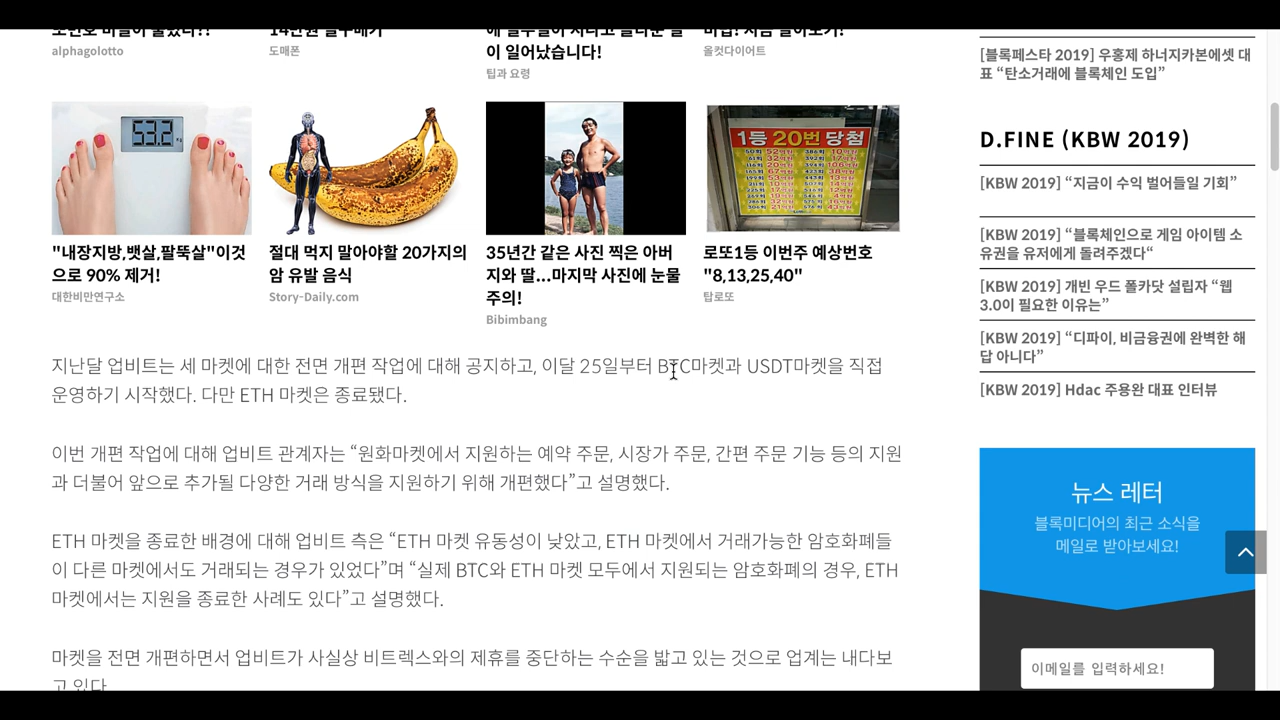 alphagolotto
도매폰
이 일어났습니다!
팁과 요령
올컷다이어트
53.2
"내장지방,뱃살,팔뚝살"이것
으로 90% 제거!
대한비만연구소
절대 먹지 말아야할 20가지의
암 유발 음식
Story-Daily.com
35년간 같은 사진 찍은 아버
지와 딸...마지막 사진에 눈물
주의!
Bibimbang
1등 20번 당첨
로또1등 이번주 예상번호
"8,13,25,40"
탑로또
지난달 업비트는 세 마켓에 대한 전면 개편 작업에 대해 공지하고, 이달 25일부터 BTC마켓과 USDT마켓을 직접
운영하기 시작했다. 다만 ETH 마켓은 종료됐다.
이번 개편 작업에 대해 업비트 관계자는 “원화마켓에서 지원하는 예약 주문, 시장가 주문, 간편 주문 기능 등의 지원
과 더불어 앞으로 추가될 다양한 거래 방식을 지원하기 위해 개편했다”고 설명했다.
ETH 마켓을 종료한 배경에 대해 업비트 측은 “ETH 마켓 유동성이 낮았고, ETH 마켓에서 거래가능한 암호화폐들
이 다른 마켓에서도 거래되는 경우가 있었다”며 “실제 BTC와 ETH 마켓 모두에서 지원되는 암호화폐의 경우, ETH
마켓에서는 지원을 종료한 사례도 있다”고 설명했다.
마켓을 전면 개편하면서 업비트가 사실상 비트렉스와의 제휴를 중단하는 수순을 밟고 있는 것으로 업계는 내다보
고 있다
[블록페스타 2019] 우홍제 하너지카본에셋 대
표 “탄소거래에 블록체인 도입”
D.FINE (KBW 2019)
[KBW 2019] “지금이 수익 벌어들일 기회”
[KBW 2019] “블록체인으로 게임 아이템 소
유권을 유저에게 돌려주겠다“
[KBW 2019] 개빈 우드 폴카닷 설립자 “웹
3.0이 필요한 이유는”
[KBW 2019] “디파이, 비금융권에 완벽한 해
답 아니다”
[KBW 2019] Hdac 주용완 대표 인터뷰
뉴스 레터
블록미디어의 최근 소식을
메일로 받아보세요!
이메일를 입력하세요!